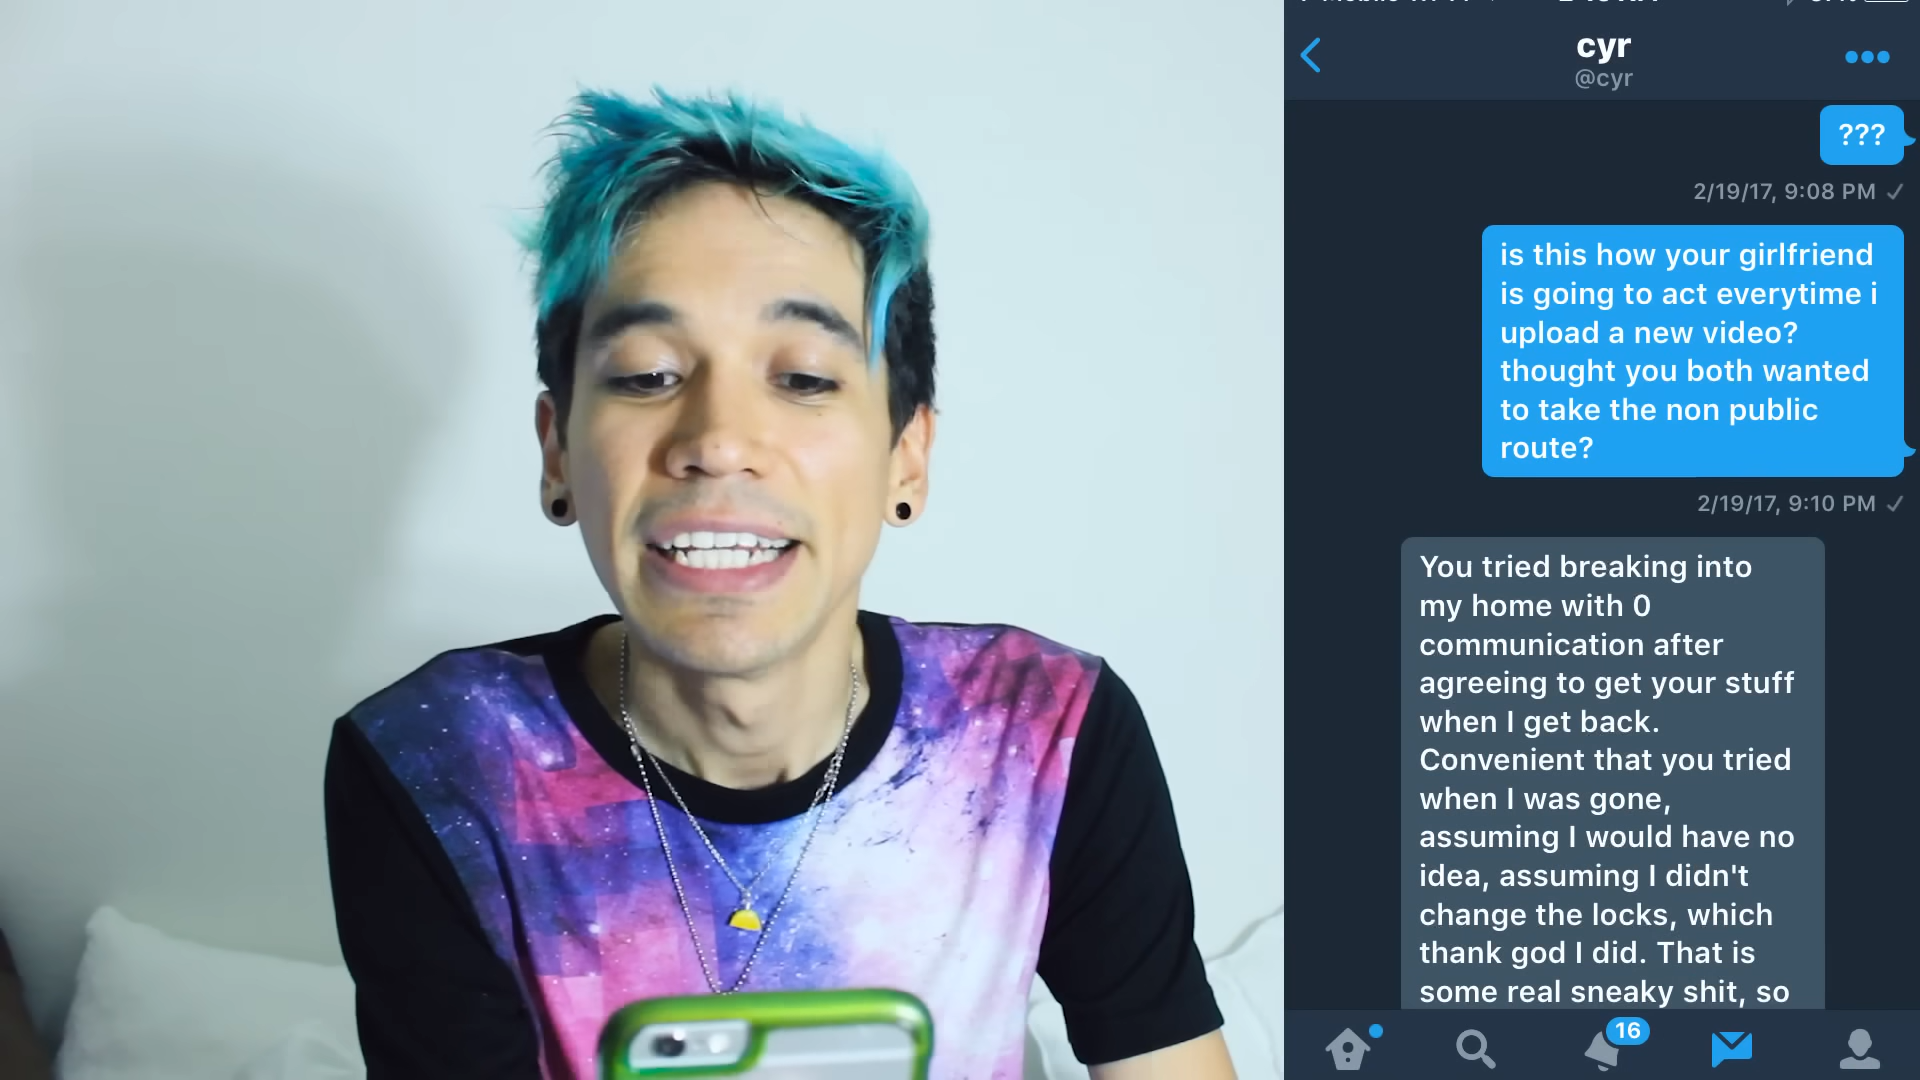 cyr
@cyr
???
2/19/17, 9:08 PM
is this how your girlfriend
is going to act everytime i
upload a new video?
thought you both wanted
to take the non public
route?
2/19/17, 9:10 PM
You tried breaking into
my home with 0
communication after
agreeing to get your stuff
when I get back.
Convenient that you tried
when I was gone,
assuming I would have no
idea, assuming I didn't
change the locks, which
thank god I did. That is
some real sneaky shit, so
16